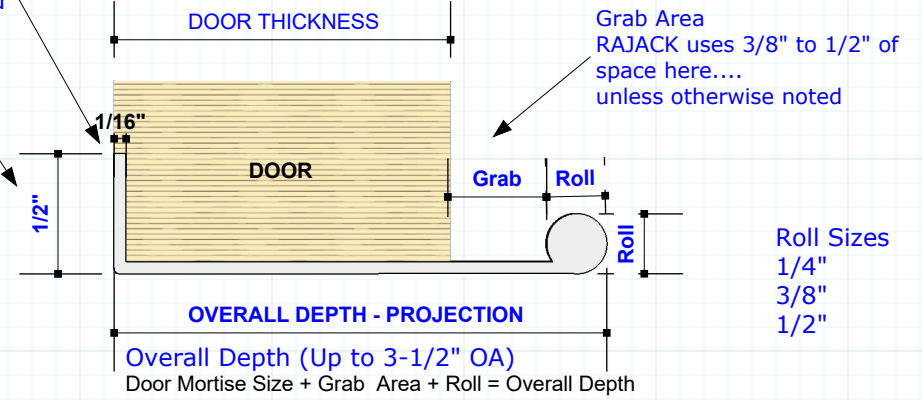 DOOR THICKNESS
Grab Area
RAJACK uses 3/8" to 1/2" of
space here....
unless otherwise noted
1/16"
DOOR
Grab
Roll
1/2"
Roll
Roll Sizes
1/4"
3/8"
1/2"
OVERALL DEPTH - PROJECTION
Overall Depth (Up to 3-1/2" OA)
Door Mortise Size + Grab Area + Roll = Overall Depth